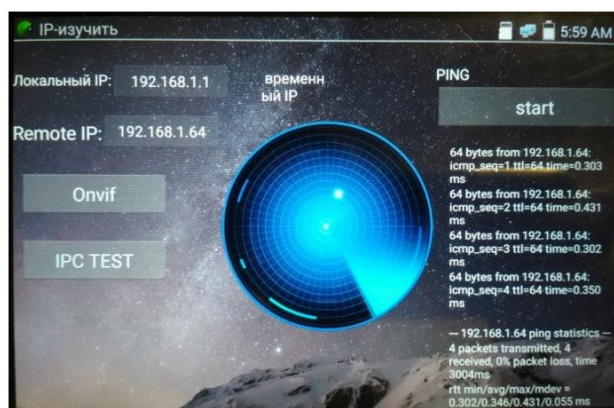 IP-изучить
5:59 AM
Локальный IP:
192.168.1.1
временн
ый IP
PING
start
Remote IP:
192.168.1.64
Onvif
IPC TEST
64 bytes from 192.168.1.64:
icmp_seq=1 ttl=64 time=0.303
ms
64 bytes from 192.168.1.64:
icmp_seq=2 ttl=64 time=0.431
ms
64 bytes from 192.168.1.64:
icmp_seq=3 ttl=64 time=0.302
ms
64 bytes from 192.168.1.64:
icmp_seq=4 ttl=64 time=0.350
ms
— 192.168.1.64 ping statistics —
4 packets transmitted, 4
received, 0% packet loss, time
3004ms
rtt min/avg/max/mdev =
0.302/0.346/0.431/0.055 ms